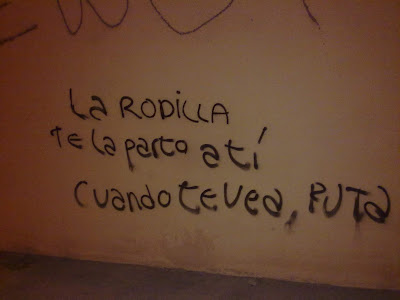 La RODILLA
te la parto a tí
Cuando te vea, PUTA